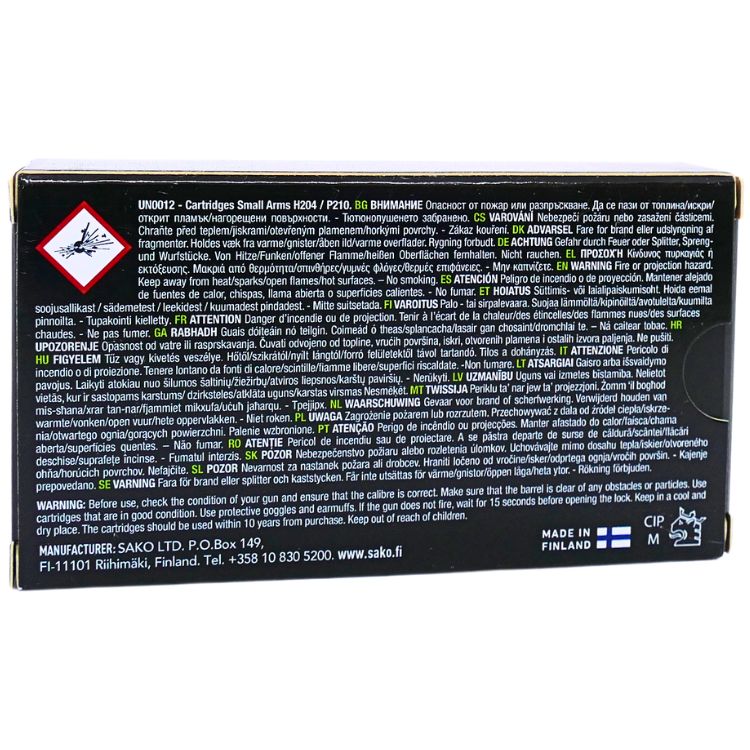 UN0012 - Cartridges Small Arms H204 / P210. BG ВНИМАНИЕ Опасност от пожар или разпръскване. Да се пази от топлина/искри/
открит пламък/нагорещени повърхности. - Тютюнопушенето забранено. CS VAROVÁNÍ Nebezpečí požáru nebo zasažení částicemi.
Chraňte před teplem/jiskrami/otevřeným plamenem/horkými povrchy. - Zákaz kouření. DK ADVARSEL Fare for brand eller udslyngning af
fragmenter. Holdes væk fra varme/gnister/åben ild/varme overflader. Rygning forbudt. DE ACHTUNG Gefahr durch Feuer oder Splitter, Spreng-
und Wurfstücke. Von Hitze/Funken/offener Flamme/heißen Oberflächen fernhalten. Nicht rauchen. EL ΠΡΟΣΟΧΉ Κίνδυνος πυρκαγιάς ή
εκτόξευσης. Μακριά από θερμότητα/σπινθήρες/γυμνές φλόγες/θερμές επιφάνειες. - Μην καπνίζετε. EN WARNING Fire or projection hazard.
Keep away from heat/sparks/open flames/hot surfaces. – No smoking. ES ATENCIÓN Peligro de incendio o de proyección. Mantener alejado
de fuentes de calor, chispas, llama abierta o superficies calientes. - No fumar. ET HOIATUS Süttimis- või laialipaiskumisoht. Hoida eemal
soojusallikast / sädemetest / leekidest / kuumadest pindadest. - Mitte suitsetada. FI VAROITUS Palo - tai sirpalevaara. Suojaa lämmöltä/kipinöiltä/avotulelta/kuumilta
pinnoilta. - Tupakointi kielletty. FR ATTENTION Danger d'incendie ou de projection. Tenir à l'écart de la chaleur/des étincelles/des flammes nues/des surfaces
chaudes. - Ne pas fumer. GA RABHADH Guais dóiteáin nó teilgin. Coimeád ó theas/splancacha/lasair gan chosaint/dromchlaí te. – Ná caitear tobac. HR
UPOZORENJE Opasnost od vatre ili rasprskavanja. Čuvati odvojeno od topline, vrućih površina, iskri, otvorenih plamena i ostalih izvora paljenja. Ne pušiti.
HU FIGYELEM Tűz vagy kivetés veszélye. Hőtől/szikrától/nyílt lángtól/forró felületektől távol tartandó. Tilos a dohányzás. IT ATTENZIONE Pericolo di
incendio o di proiezione. Tenere lontano da fonti di calore/scintille/fiamme libere/superfici riscaldate - Non fumare. LT ATSARGIAI Gaisro arba išsvaidymo
pavojus. Laikyti atokiau nuo šilumos šaltinių/žiežirbų/atviros liepsnos/karštų paviršių. - Nerūkyti. LV UZMANĪBU Uguns vai izmetes bīstamība. Nelietot
vietās, kur ir sastopams karstums/ dzirksteles/atklāta uguns/karstas virsmas Nesmēķēt. MT TWISSIJA Periklu ta' nar jew ta' projezzjoni. Żomm 'il bogħod
mis-sħana/xrar tan-nar/fjammiet mikxufa/uċuħ jaħarqu. - Tpejjipx. NL WAARSCHUWING Gevaar voor brand of scherfwerking. Verwijderd houden van
warmte/vonken/open vuur/hete oppervlakken. - Niet roken. PL UWAGA Zagrożenie pożarem lub rozrzutem. Przechowywać z dala od źródeł ciepła/iskrze-
nia/otwartego ognia/gorących powierzchni. Palenie wzbronione. PT ATENÇÃO Perigo de incêndio ou projecções. Manter afastado do calor/faísca/chama
aberta/superfícies quentes. – Não fumar. RO ATENȚIE Pericol de incendiu sau de proiectare. A se păstra departe de surse de căldură/scântei/flăcări
deschise/suprafețe încinse. - Fumatul interzis. SK POZOR Nebezpečenstvo požiaru alebo rozletenia úlomkov. Uchovávajte mimo dosahu tepla/iskier/otvoreného
ohňa/horúcich povrchov. Nefajčite. SL POZOR Nevarnost za nastanek požara ali drobcev. Hraniti ločeno od vročine/isker/odprtega ognja/vročih površin. - Kajenje
prepovedano. SE VARNING Fara för brand eller splitter och kaststycken. Får inte utsättas för värme/gnistor/öppen låga/heta ytor. - Rökning förbjuden.
WARNING: Before use, check the condition of your gun and ensure that the calibre is correct. Make sure that the barrel is clear of any obstacles or particles. Use
cartridges that are in good condition. Use protective goggles and earmuffs. If the gun does not fire, wait for 15 seconds before opening the lock. Keep in a cool and
dry place. The cartridges should be used within 10 years from purchase. Keep out of reach of children.
MANUFACTURER: SAKO LTD. P.O.Box 149,
FI-11101 Riihimäki, Finland. Tel. +358 10 830 5200. www.sako.fi
MADE IN
FINLAND
CIP
M